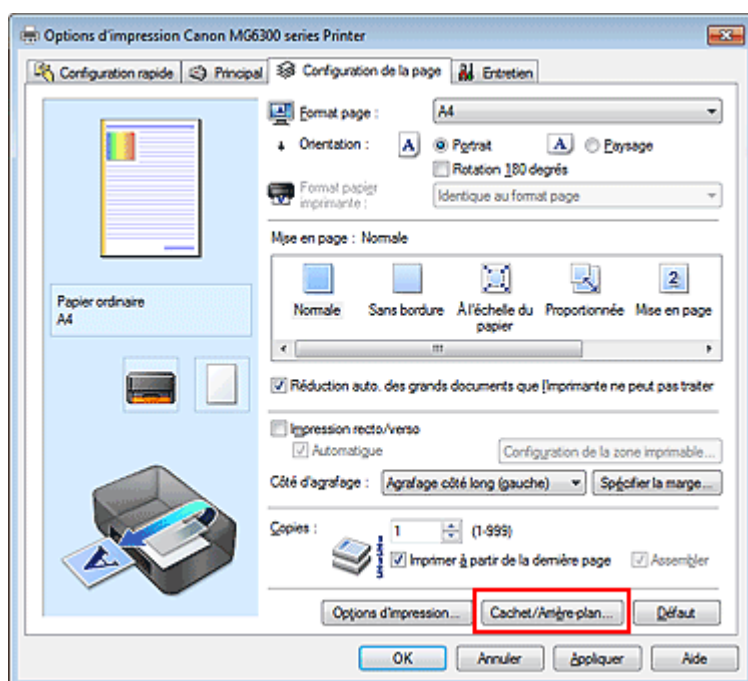 Options d'impression Canon MG6300 series Printer
Configuration rapide
Principal
Configuration de la page
Entretien
Format page :
A4
Orientation :
A
Portrait
A
Paysage
Rotation 180 degrés
Format papier
imprimante :
Identique au format page
Mise en page : Normale
Normale
Sans bordure
À l'échelle du
papier
Proportionnée
2
Mise en page
Papier ordinaire
A4
Réduction auto. des grands documents que l'imprimante ne peut pas traiter
Impression recto/verso
Automatique
Configuration de la zone imprimable...
Côté d'agrafage :
Agrafage côté long (gauche)
Spécifier la marge...
Copies :
1
(1-999)
Imprimer à partir de la dernière page
Assembler
A
Options d'impression...
Cachet/Arrière-plan...
Défaut
OK
Annuler
Appliquer
Aide